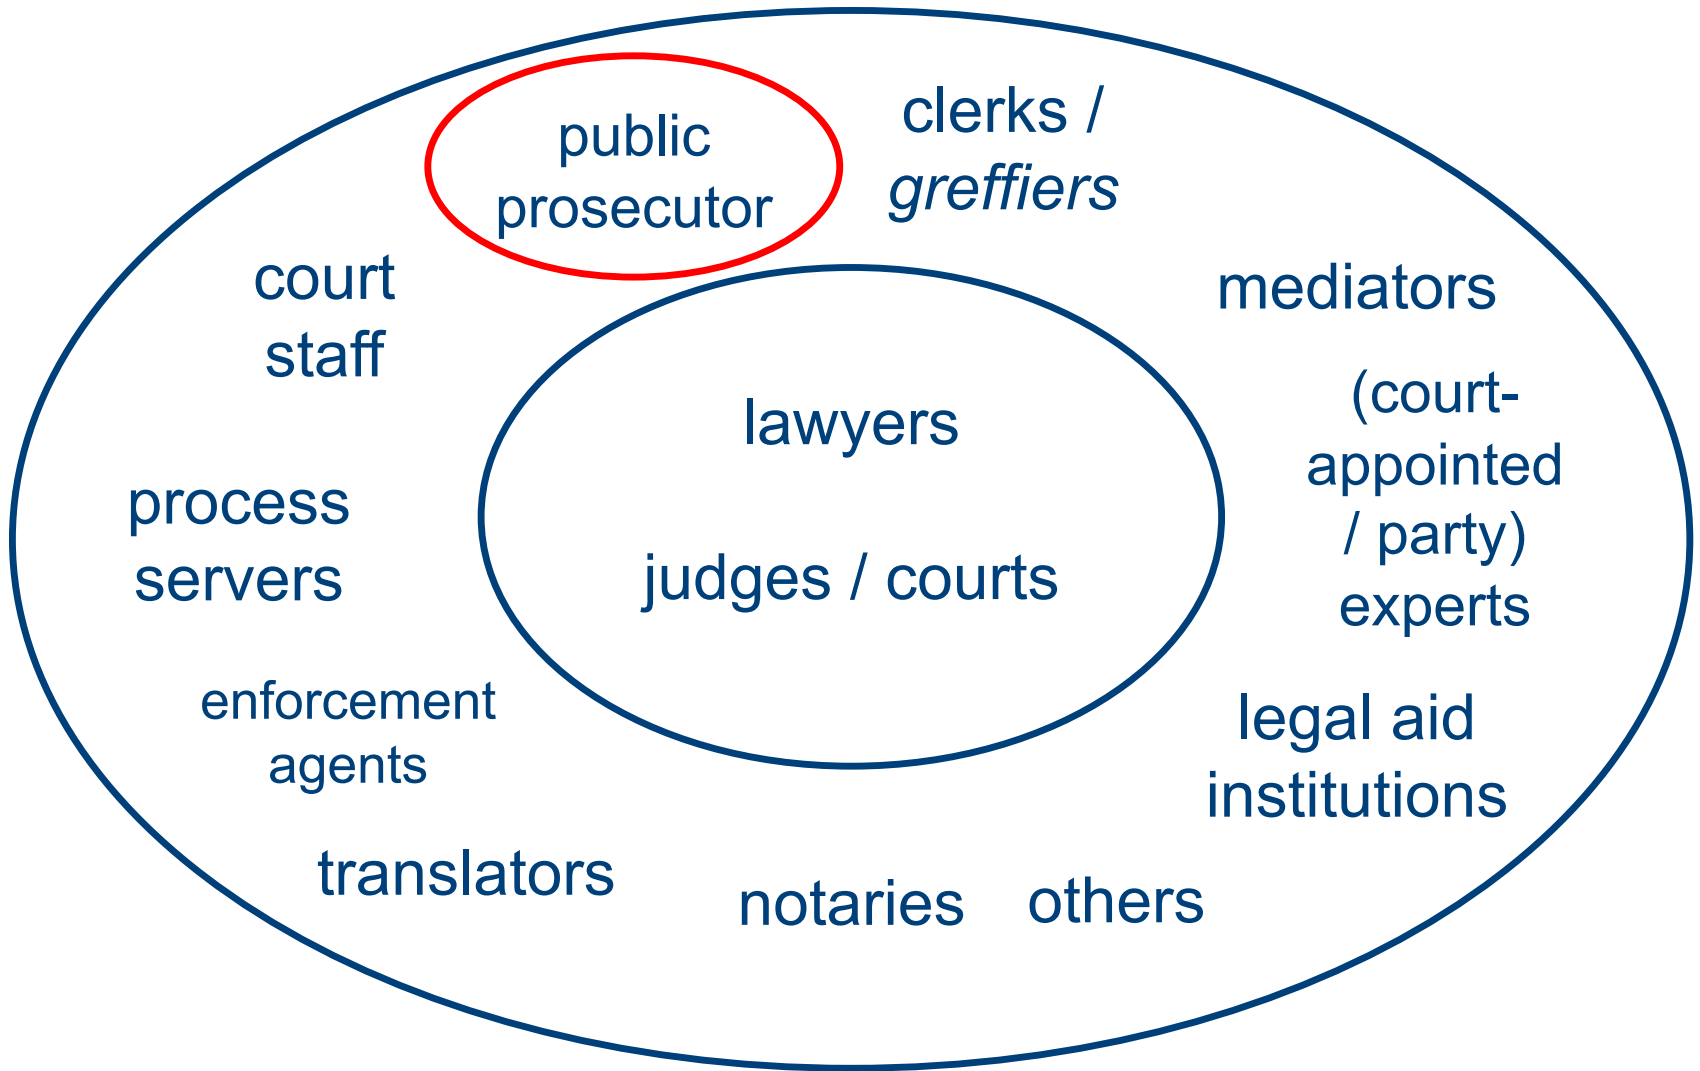 public
prosecutor
clerks /
greffiers
court
staff
mediators
(court-
appointed
/ party)
experts
lawyers
judges / courts
process
servers
enforcement
agents
legal aid
institutions
translators
notaries
others